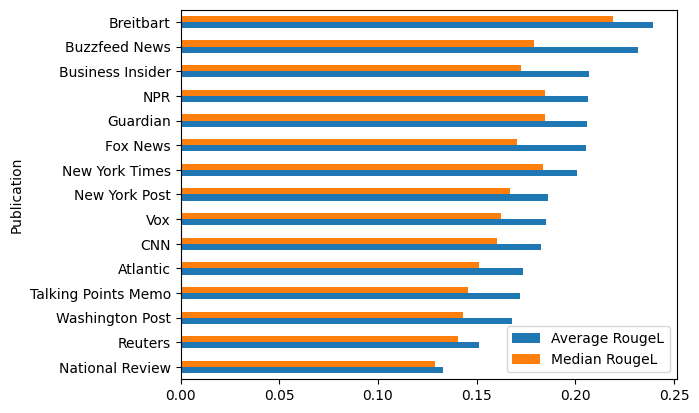 Publication
Breitbart
Buzzfeed News
Business Insider
NPR
Guardian
Fox News
New York Times
New York Post
Vox
CNN
Atlantic
Talking Points Memo
Washington Post
Reuters
National Review
Average RougeL
Median RougeL
0.00 0.05 0.10 0.15 0.20 0.25